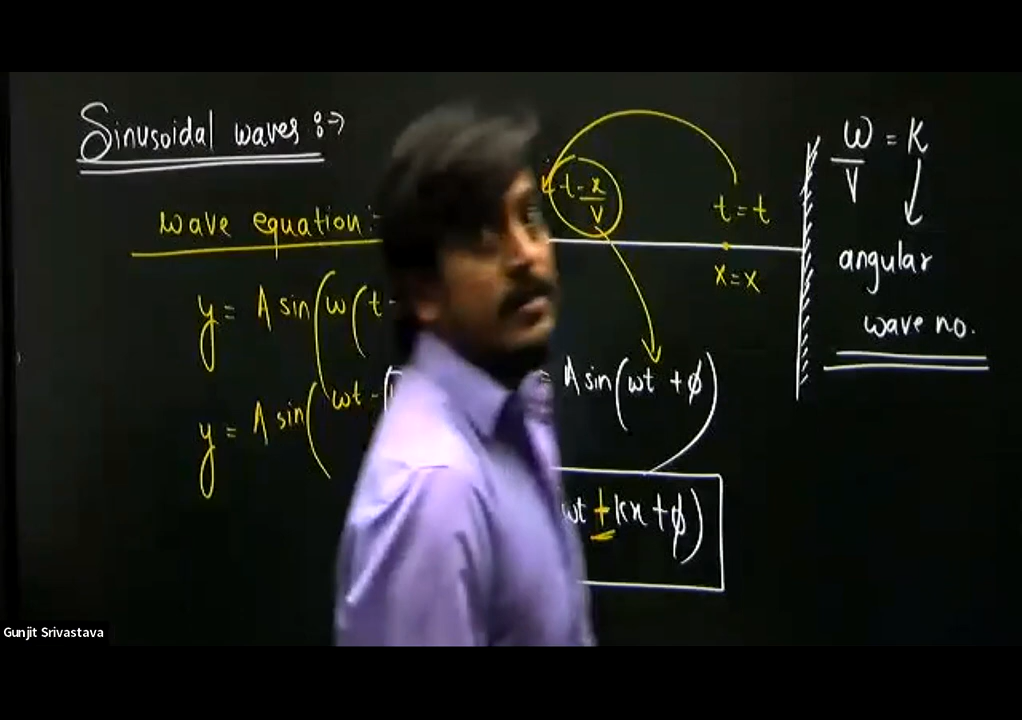 Sinusoidal waves :→
wave equation :-
t - x/v
t = t
x = x
ω/v = K
angular
wave no.
y = A sin(ω(t -
= A sin(ωt + φ)
y = A sin(ωt -
ωt + Kx + φ)
Gunjit Srivastava